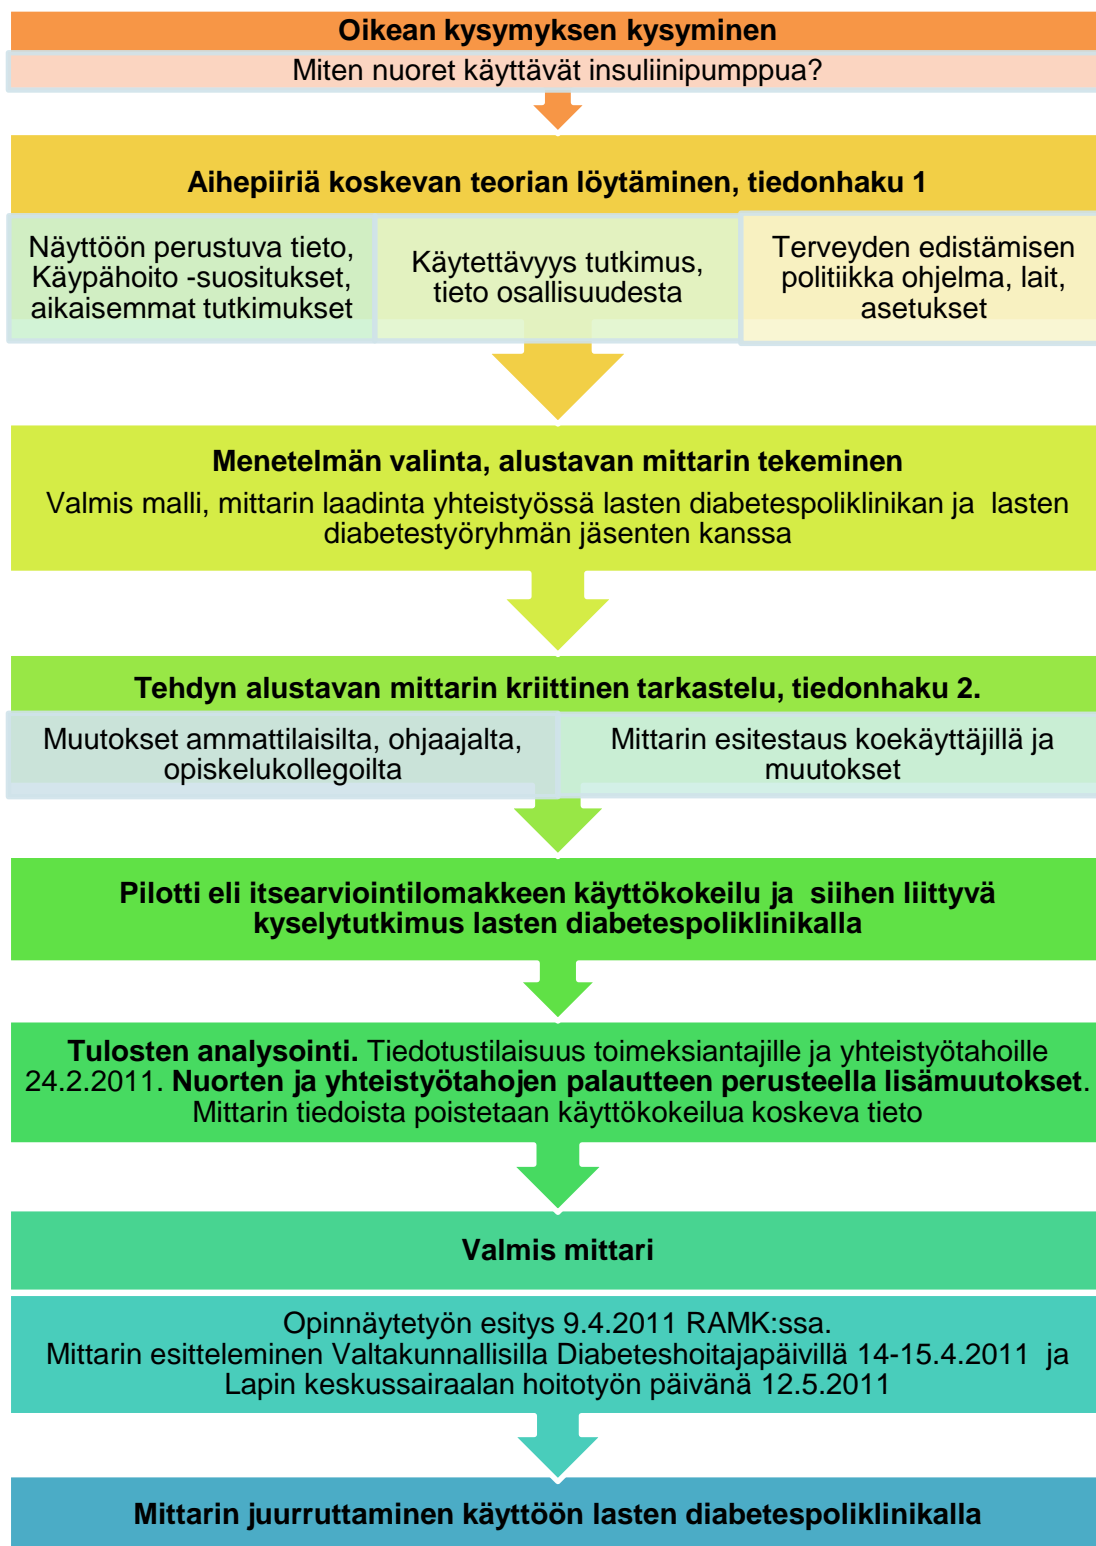 Oikean kysymyksen kysyminen
Miten nuoret käyttävät insuliinipumppua?
Aihepiiriä koskevan teorian löytäminen, tiedonhaku 1
Näyttöön perustuva tieto,
Käypähoito -suositukset,
aikaisemmat tutkimukset
Käytettävyys tutkimus,
tieto osallisuudesta
Terveyden edistämisen
politiikka ohjelma, lait,
asetukset
Menetelmän valinta, alustavan mittarin tekeminen
Valmis malli, mittarin laadinta yhteistyössä lasten diabetespoliklinikan ja lasten
diabetestyöryhmän jäsenten kanssa
Tehdyn alustavan mittarin kriittinen tarkastelu, tiedonhaku 2.
Muutokset ammattilaisilta, ohjaajalta,
opiskelukollegoilta
Mittarin esitestaus koekäyttäjillä ja
muutokset
Pilotti eli itsearviointilomakkeen käyttökokeilu ja siihen liittyvä
kyselytutkimus lasten diabetespoliklinikalla
Tulosten analysointi. Tiedotustilaisuus toimeksiantajille ja yhteistyötahoille
24.2.2011. Nuorten ja yhteistyötahojen palautteen perusteella lisämuutokset.
Mittarin tiedoista poistetaan käyttökokeilua koskeva tieto
Valmis mittari
Opinnäytetyön esitys 9.4.2011 RAMK:ssa.
Mittarin esitteleminen Valtakunnallisilla Diabeteshoitajapäivillä 14-15.4.2011 ja
Lapin keskussairaalan hoitotyön päivänä 12.5.2011
Mittarin juurruttaminen käyttöön lasten diabetespoliklinikalla